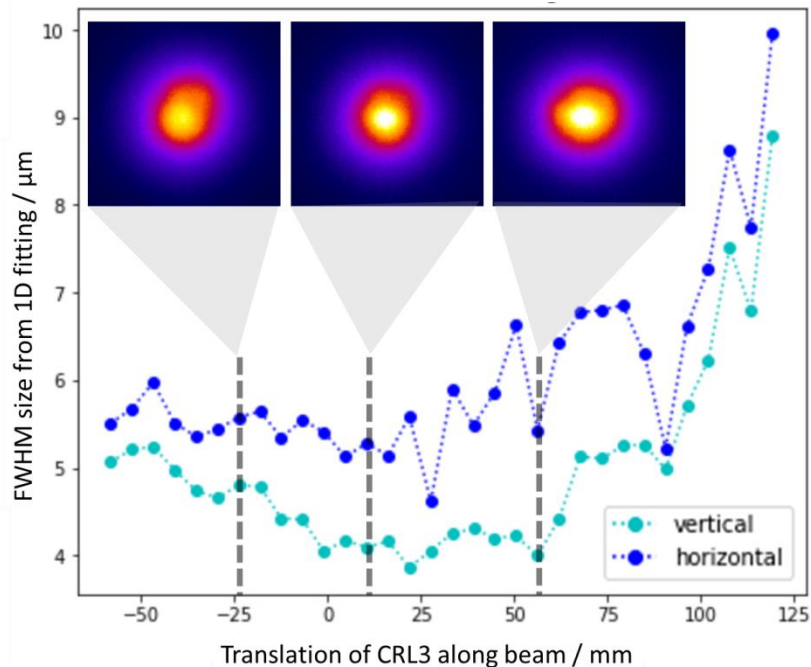 10
9
8
7
6
5
4
FWHM size from 1D fitting / µm
vertical
horizontal
−50 −25 0 25 50 75 100 125
Translation of CRL3 along beam / mm